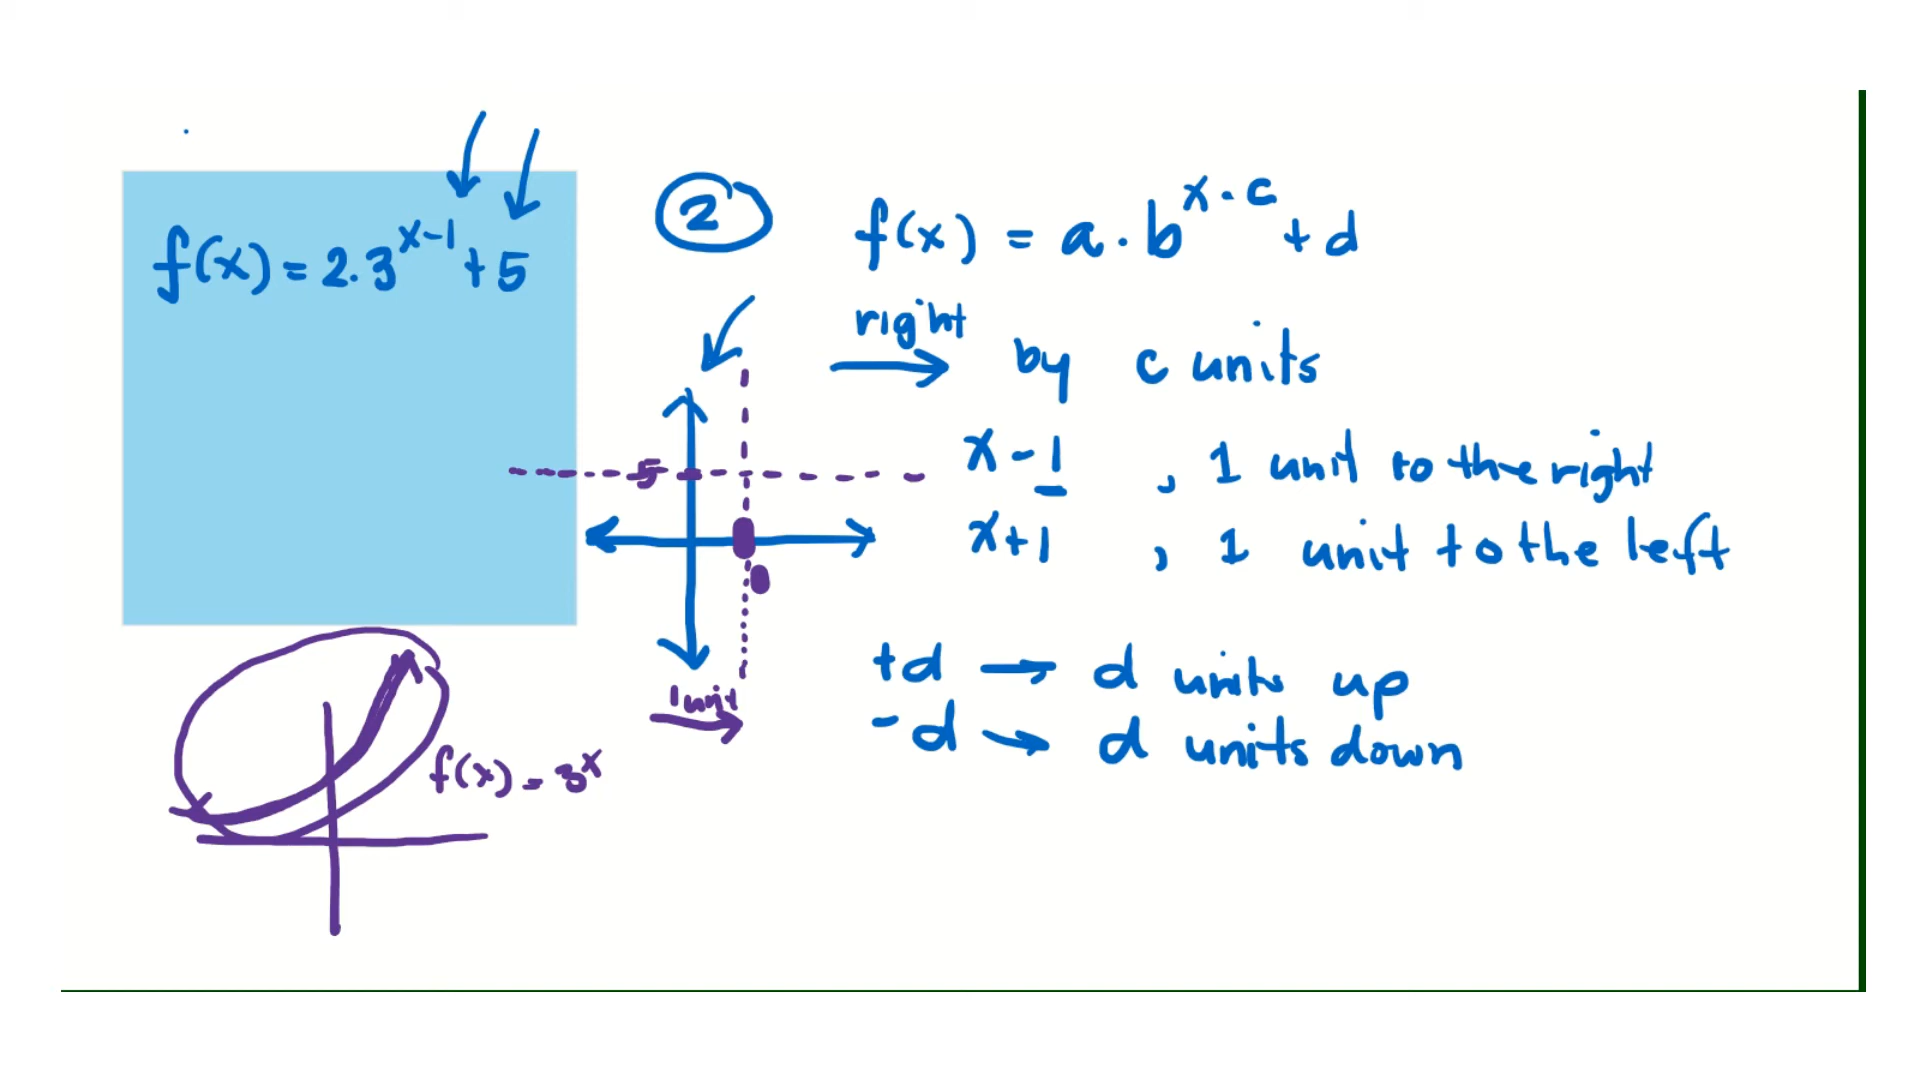 f(x) = 2.3^{x-1} + 5
2
f(x) = a . b^{x - c} + d
right
by c units
x - 1 , 1 unit to the right
5
x+1 , 1 unit to the left
+d → d units up
1 unit
-d → d units down
f(x) = 3^x